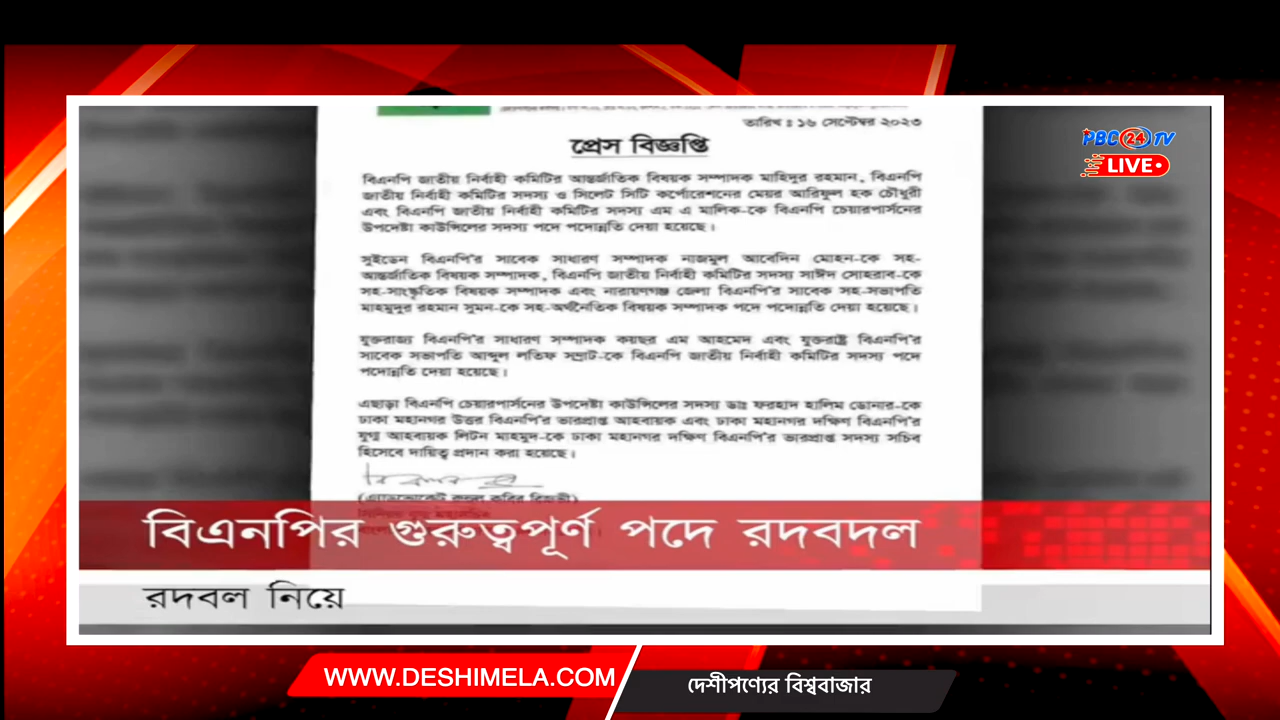 তারিখ ঃ ১৬ সেপ্টেম্বর ২০২৩
প্রেস বিজ্ঞপ্তি
PBC 24 TV
LIVE
বিএনপি জাতীয় নির্বাহী কমিটির আন্তর্জাতিক বিষয়ক সম্পাদক মাহিদুর রহমান, বিএনপি
জাতীয় নির্বাহী কমিটির সদস্য ও সিলেট সিটি কর্পোরেশনের মেয়র আরিফুল হক চৌধুরী
এবং বিএনপি জাতীয় নির্বাহী কমিটির সদস্য এম এ মালিক-কে বিএনপি চেয়ারপার্সনের
উপদেষ্টা কাউন্সিলের সদস্য পদে পদোন্নতি দেয়া হয়েছে।
সুইডেন বিএনপি'র সাবেক সাধারণ সম্পাদক নাজমুল আবেদিন মোহন-কে সহ-
আন্তর্জাতিক বিষয়ক সম্পাদক, বিএনপি জাতীয় নির্বাহী কমিটির সদস্য সাঈদ সোহরাব-কে
সহ-সাংস্কৃতিক বিষয়ক সম্পাদক এবং নারায়ণগঞ্জ জেলা বিএনপি'র সাবেক সহ-সভাপতি
মাহমুদুর রহমান সুমন-কে সহ-অর্থনৈতিক বিষয়ক সম্পাদক পদে পদোন্নতি দেয়া হয়েছে।
যুক্তরাজ্য বিএনপি'র সাধারণ সম্পাদক কয়ছর এম আহমেদ এবং যুক্তরাষ্ট্র বিএনপি'র
সাবেক সভাপতি আব্দুল লতিফ সম্রাট-কে বিএনপি জাতীয় নির্বাহী কমিটির সদস্য পদে
পদোন্নতি দেয়া হয়েছে।
এছাড়া বিএনপি চেয়ারপার্সনের উপদেষ্টা কাউন্সিলের সদস্য ডাঃ ফরহাদ হালিম ডোনার-কে
ঢাকা মহানগর উত্তর বিএনপি'র ভারপ্রাপ্ত আহবায়ক এবং ঢাকা মহানগর দক্ষিণ বিএনপি'র
যুগ্ম আহবায়ক লিটন মাহমুদ-কে ঢাকা মহানগর দক্ষিণ বিএনপি'র ভারপ্রাপ্ত সদস্য সচিব
হিসেবে দায়িত্ব প্রদান করা হয়েছে।
(এ্যাডভোকেট রুহুল কবির রিজভী)
বিএনপির গুরুত্বপূর্ণ পদে রদবদল
রদবল নিয়ে
WWW.DESHIMELA.COM
দেশীপণ্যের বিশ্ববাজার